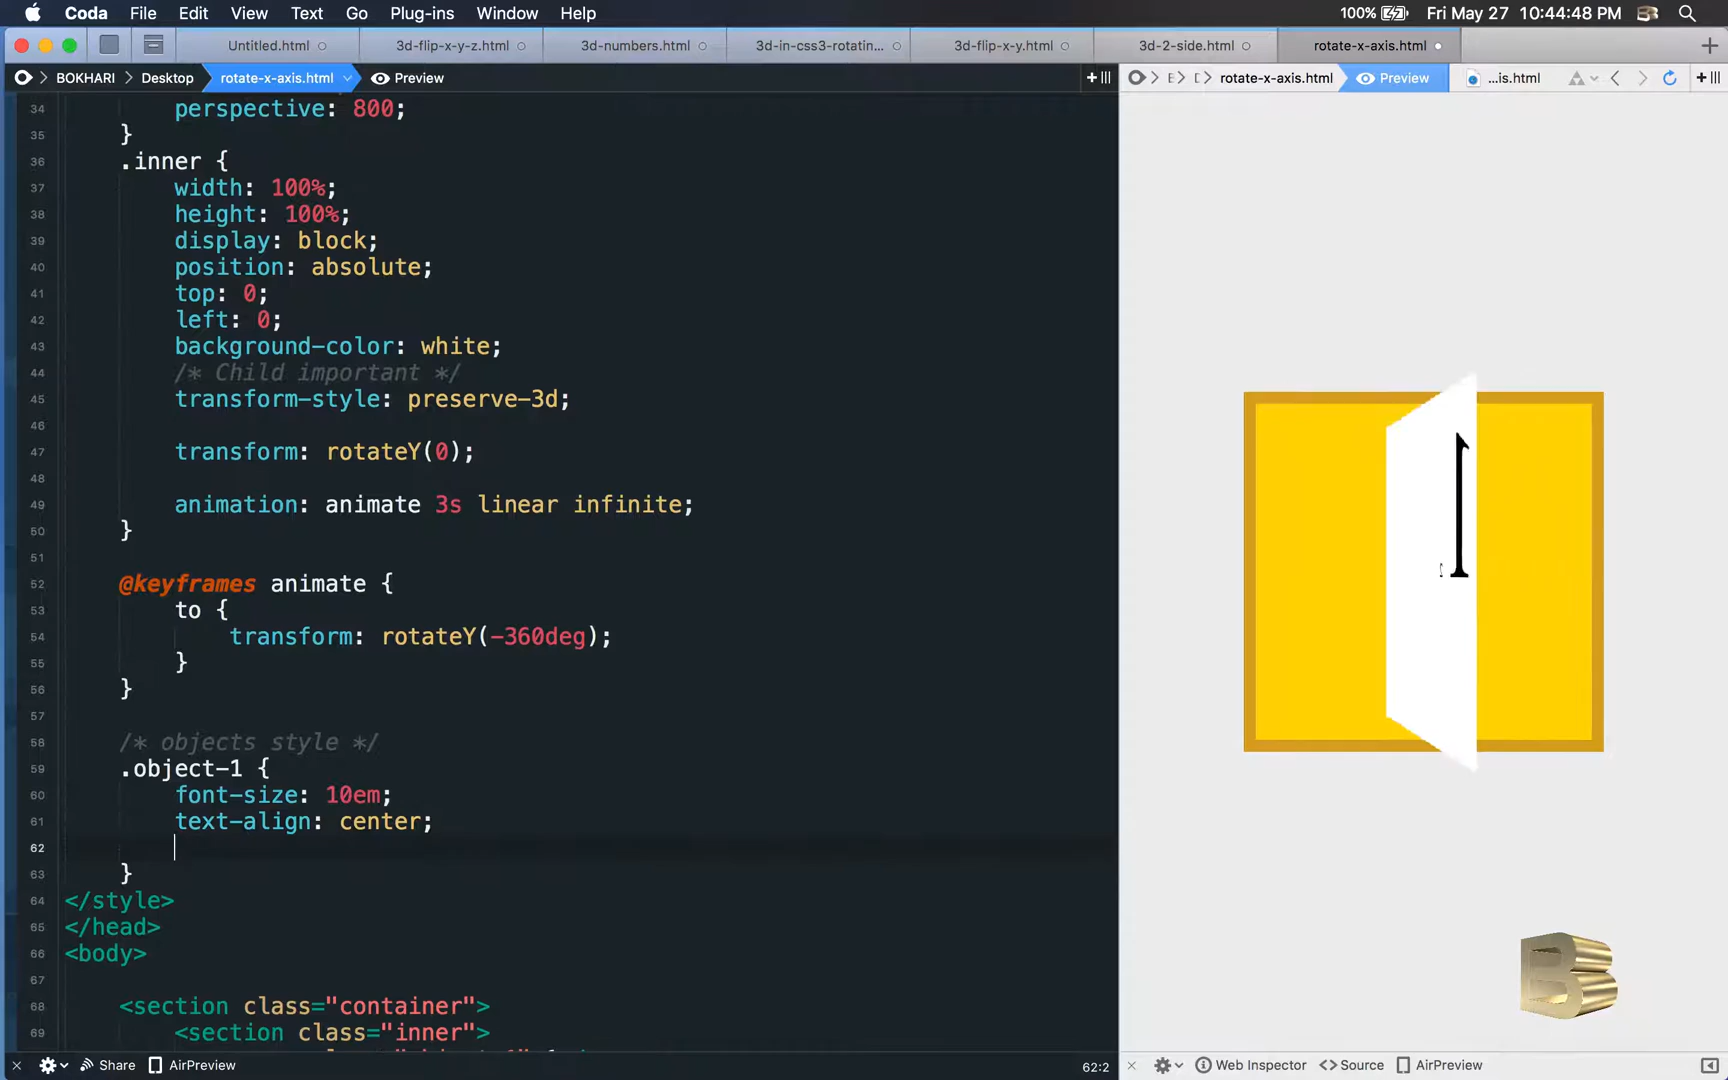 Coda File Edit View Text Go Plug-ins Window Help 100% Fri May 27 10:44:48 PM
Untitled.html 3d-flip-x-y-z.html 3d-numbers.html 3d-in-css3-rotatin... 3d-flip-x-y.html 3d-2-side.html rotate-x-axis.html
BOKHARI Desktop rotate-x-axis.html Preview rotate-x-axis.html Preview ...is.html
34 perspective: 800;
35 }
36 .inner {
37 width: 100%;
38 height: 100%;
39 display: block;
40 position: absolute;
41 top: 0;
42 left: 0;
43 background-color: white;
44 /* Child important */
45 transform-style: preserve-3d;
46
47 transform: rotateY(0);
48
49 animation: animate 3s linear infinite;
50 }
51
52 @keyframes animate {
53 to {
54 transform: rotateY(-360deg);
55 }
56 }
57
58 /* objects style */
59 .object-1 {
60 font-size: 10em;
61 text-align: center;
62
63 }
64 </style>
65 </head>
66 <body>
67
68 <section class="container">
69 <section class="inner">
1
B
Share AirPreview 62:2 Web Inspector Source AirPreview